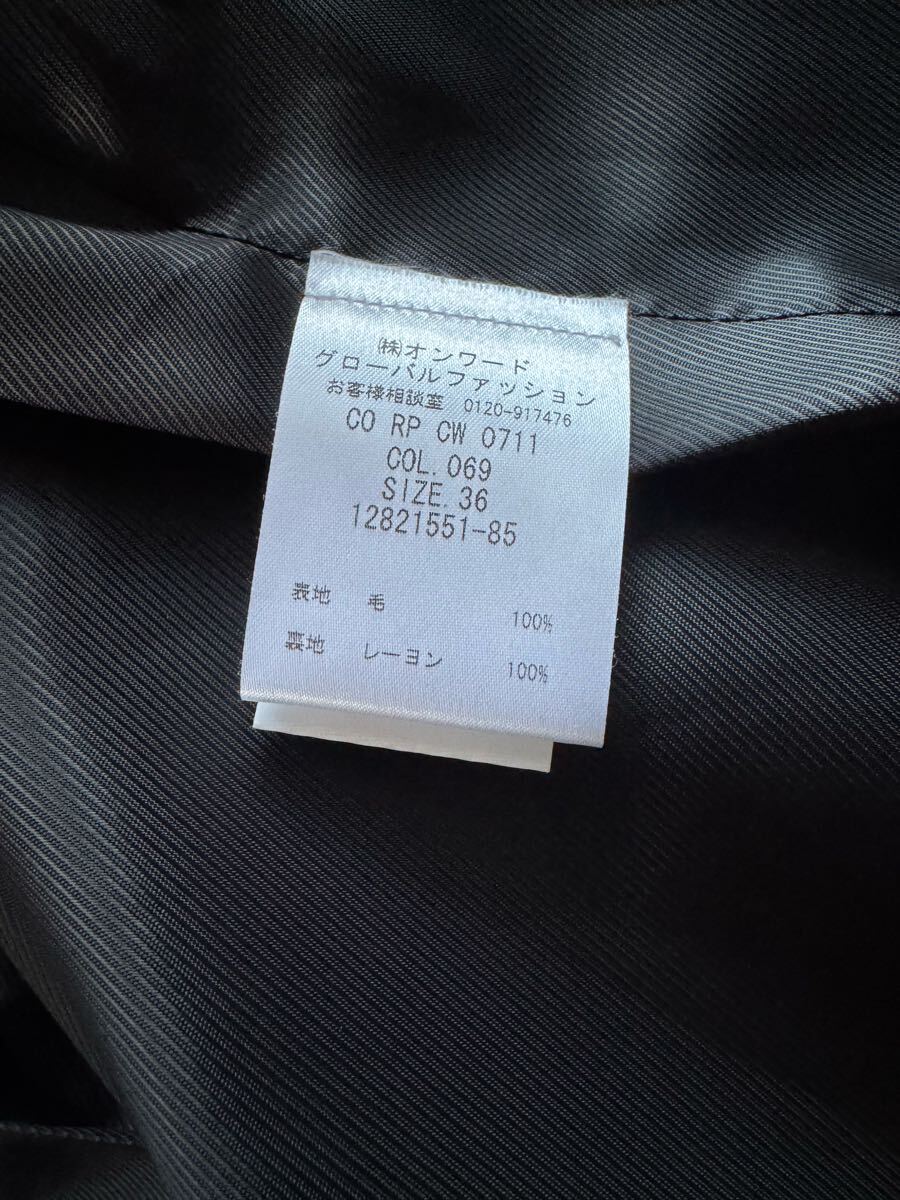 ㈱オンワード
グローバルファッション
お客様相談室 0120-917476
CO RP CW 0711
COL.069
SIZE.36
12821551-85
表地 毛 100%
裏地 レーヨン 100%